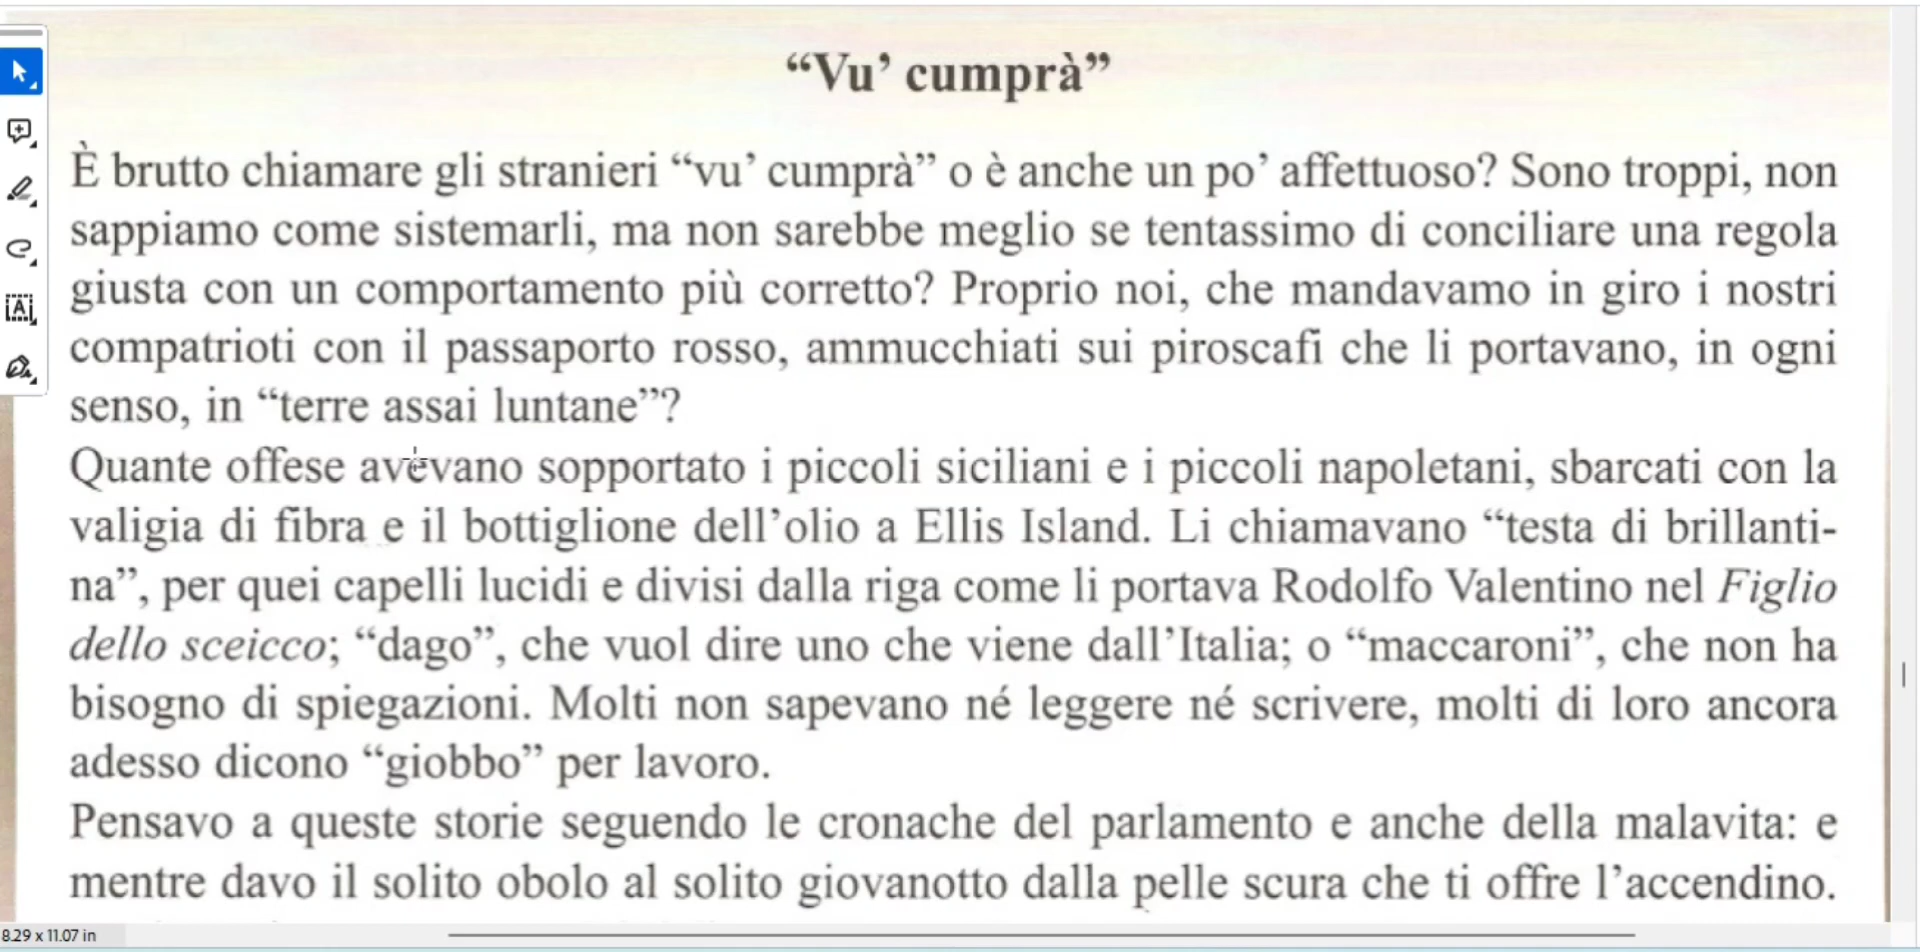 “Vu’ cumprà”
È brutto chiamare gli stranieri “vu’ cumprà” o è anche un po’ affettuoso? Sono troppi, non
sappiamo come sistemarli, ma non sarebbe meglio se tentassimo di conciliare una regola
giusta con un comportamento più corretto? Proprio noi, che mandavamo in giro i nostri
compatrioti con il passaporto rosso, ammucchiati sui piroscafi che li portavano, in ogni
senso, in “terre assai luntane”?
Quante offese avevano sopportato i piccoli siciliani e i piccoli napoletani, sbarcati con la
valigia di fibra e il bottiglione dell’olio a Ellis Island. Li chiamavano “testa di brillanti-
na”, per quei capelli lucidi e divisi dalla riga come li portava Rodolfo Valentino nel Figlio
dello sceicco; “dago”, che vuol dire uno che viene dall’Italia; o “maccaroni”, che non ha
bisogno di spiegazioni. Molti non sapevano né leggere né scrivere, molti di loro ancora
adesso dicono “giobbo” per lavoro.
Pensavo a queste storie seguendo le cronache del parlamento e anche della malavita: e
mentre davo il solito obolo al solito giovanotto dalla pelle scura che ti offre l’accendino.
8.29 x 11.07 in